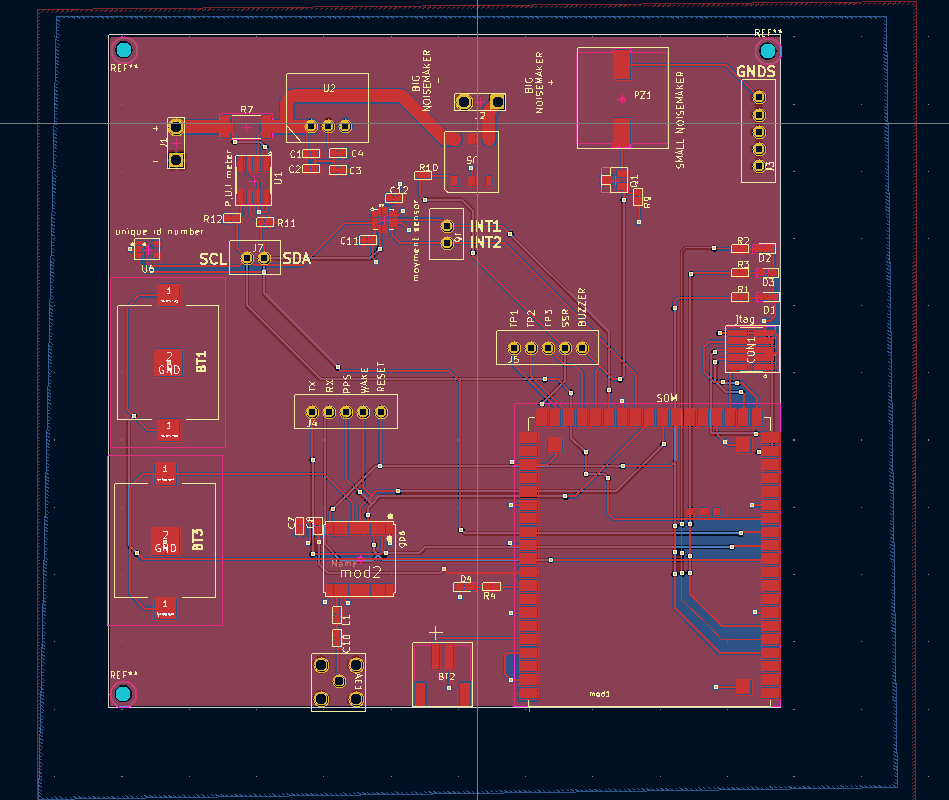 REF**
REF**
BIG
NOISEMAKER
-
BIG
NOISEMAKER
+
GNDS
U2
PZ1
SMALL NOISEMAKER
R7
J2
+
J1
-
J3
C1
C4
C2
C3
U1
R10
Q1
R9
C12
R12
R11
unique id number
movment sensor
INT1
INT2
J7
SCL
SDA
C11
U6
R2
D2
R3
D3
R1
D1
jtag
CON1
1
2
GND
BT1
1
TP1
TP2
TP3
SSR
BUZZER
J5
TX
RX
PPS
WAKE
RESET
J4
SOM
1
2
GND
BT3
1
C7
gps
Name
mod2
D4
R4
L1
C10
AE1
BT2
REF**
mod1